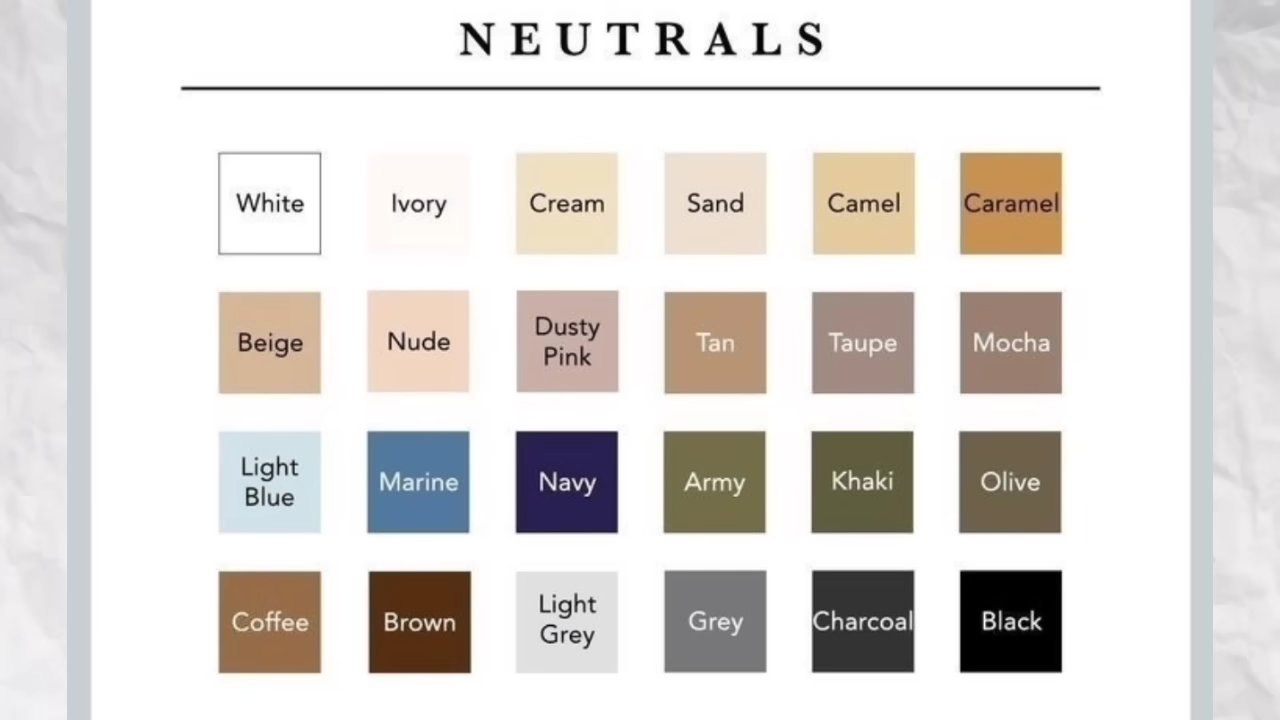 NEUTRALS
White
Ivory
Cream
Sand
Camel
Caramel
Beige
Nude
Dusty
Pink
Tan
Taupe
Mocha
Light
Blue
Marine
Navy
Army
Khaki
Olive
Coffee
Brown
Light
Grey
Grey
Charcoal
Black